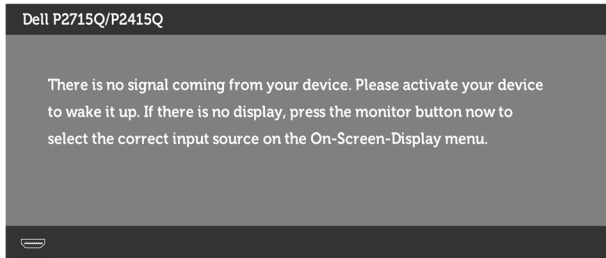 Dell P2715Q/P2415Q
There is no signal coming from your device. Please activate your device
to wake it up. If there is no display, press the monitor button now to
select the correct input source on the On-Screen-Display menu.